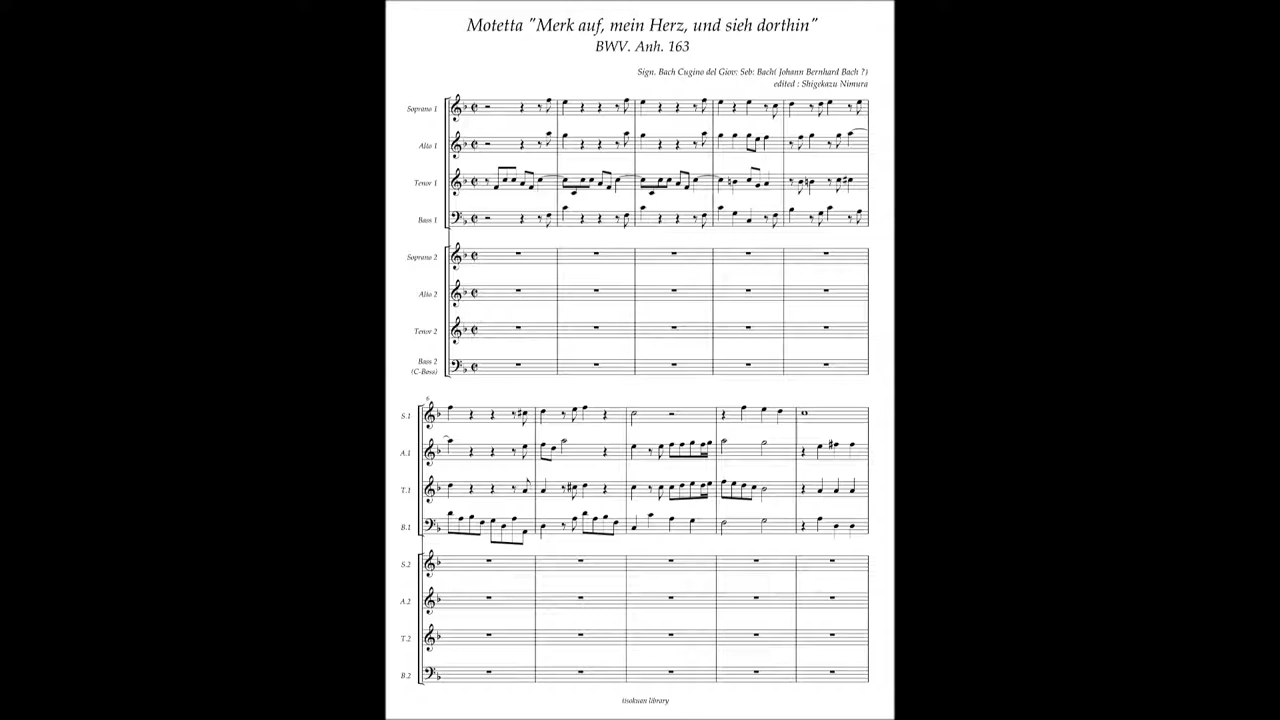 Motetta "Merk auf, mein Herz, und sieh dorthin"
BWV. Anh. 163
Sign. Bach Cugino del Giov: Seb: Bach( Johann Bernhard Bach ?)
edited : Shigekazu Nimura
Soprano 1
Alto 1
Tenor 1
Bass 1
Soprano 2
Alto 2
Tenor 2
Bass 2
(C-Bass)
6
S.1
A.1
T.1
B.1
S.2
A.2
T.2
B.2
tisokuan library